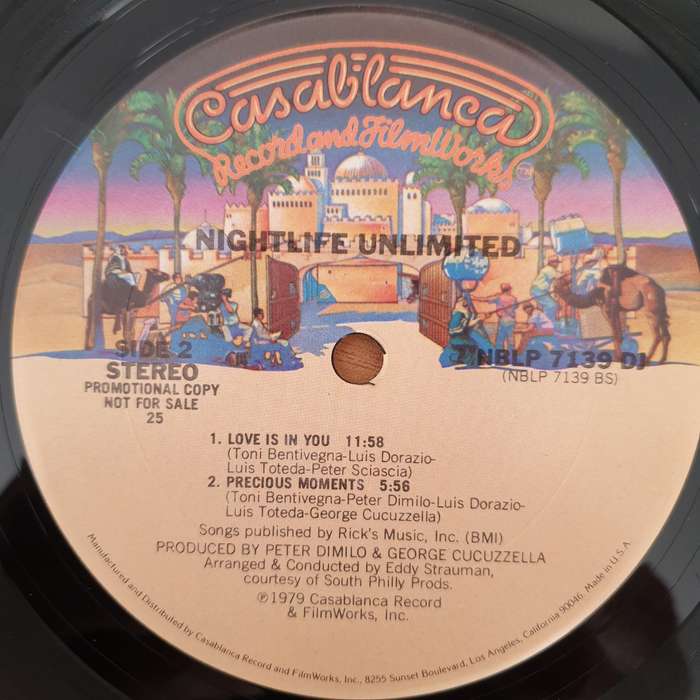 Casablanca
Record and FilmWorks™
NIGHTLIFE UNLIMITED
SIDE 2
STEREO
PROMOTIONAL COPY
NOT FOR SALE
25
NBLP 7139 DJ
(NBLP 7139 BS)
1. LOVE IS IN YOU 11:58
(Toni Bentivegna-Luis Dorazio-
Luis Toteda-Peter Sciascia)
2. PRECIOUS MOMENTS 5:56
(Toni Bentivegna-Peter Dimilo-Luis Dorazio-
Luis Toteda-George Cucuzzella)
Songs published by Rick's Music, Inc. (BMI)
PRODUCED BY PETER DIMILO & GEORGE CUCUZZELLA
Arranged & Conducted by Eddy Strauman,
courtesy of South Philly Prods.
℗1979 Casablanca Record
& FilmWorks, Inc.
Manufactured and Distributed by Casablanca Record and FilmWorks, Inc., 8255 Sunset Boulevard, Los Angeles, California 90046. Made in U.S.A.